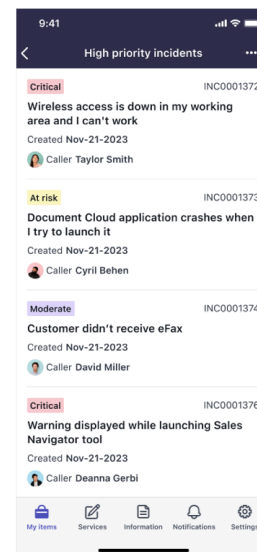 9:41
High priority incidents
Critical INC0001372
Wireless access is down in my working
area and I can't work
Created Nov-21-2023
Caller Taylor Smith
At risk INC0001373
Document Cloud application crashes when
I try to launch it
Created Nov-21-2023
Caller Cyril Behen
Moderate INC0001374
Customer didn't receive eFax
Created Nov-21-2023
Caller David Miller
Critical INC0001376
Warning displayed while launching Sales
Navigator tool
Created Nov-21-2023
Caller Deanna Gerbi
My items Services Information Notifications Settings